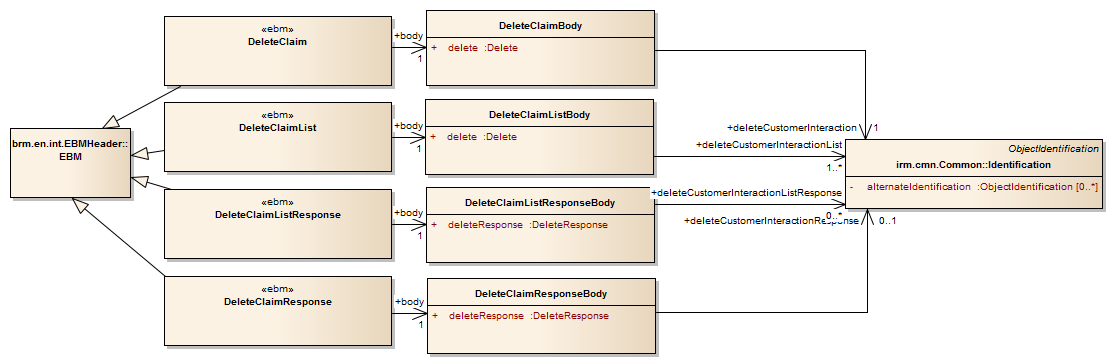 «ebm»
DeleteClaim
+body
1
DeleteClaimBody
+ delete :Delete
«ebm»
DeleteClaimList
+body
1
DeleteClaimListBody
+ delete :Delete
brm.en.int.EBMHeader::
EBM
«ebm»
DeleteClaimListResponse
+body
1
DeleteClaimListResponseBody
+ deleteResponse :DeleteResponse
«ebm»
DeleteClaimResponse
+body
1
DeleteClaimResponseBody
+ deleteResponse :DeleteResponse
+deleteCustomerInteraction
1
+deleteCustomerInteractionList
1..*
+deleteCustomerInteractionListResponse
0..*
+deleteCustomerInteractionResponse
0..1
ObjectIdentification
irm.cmn.Common::Identification
- alternateIdentification :ObjectIdentification [0..*]